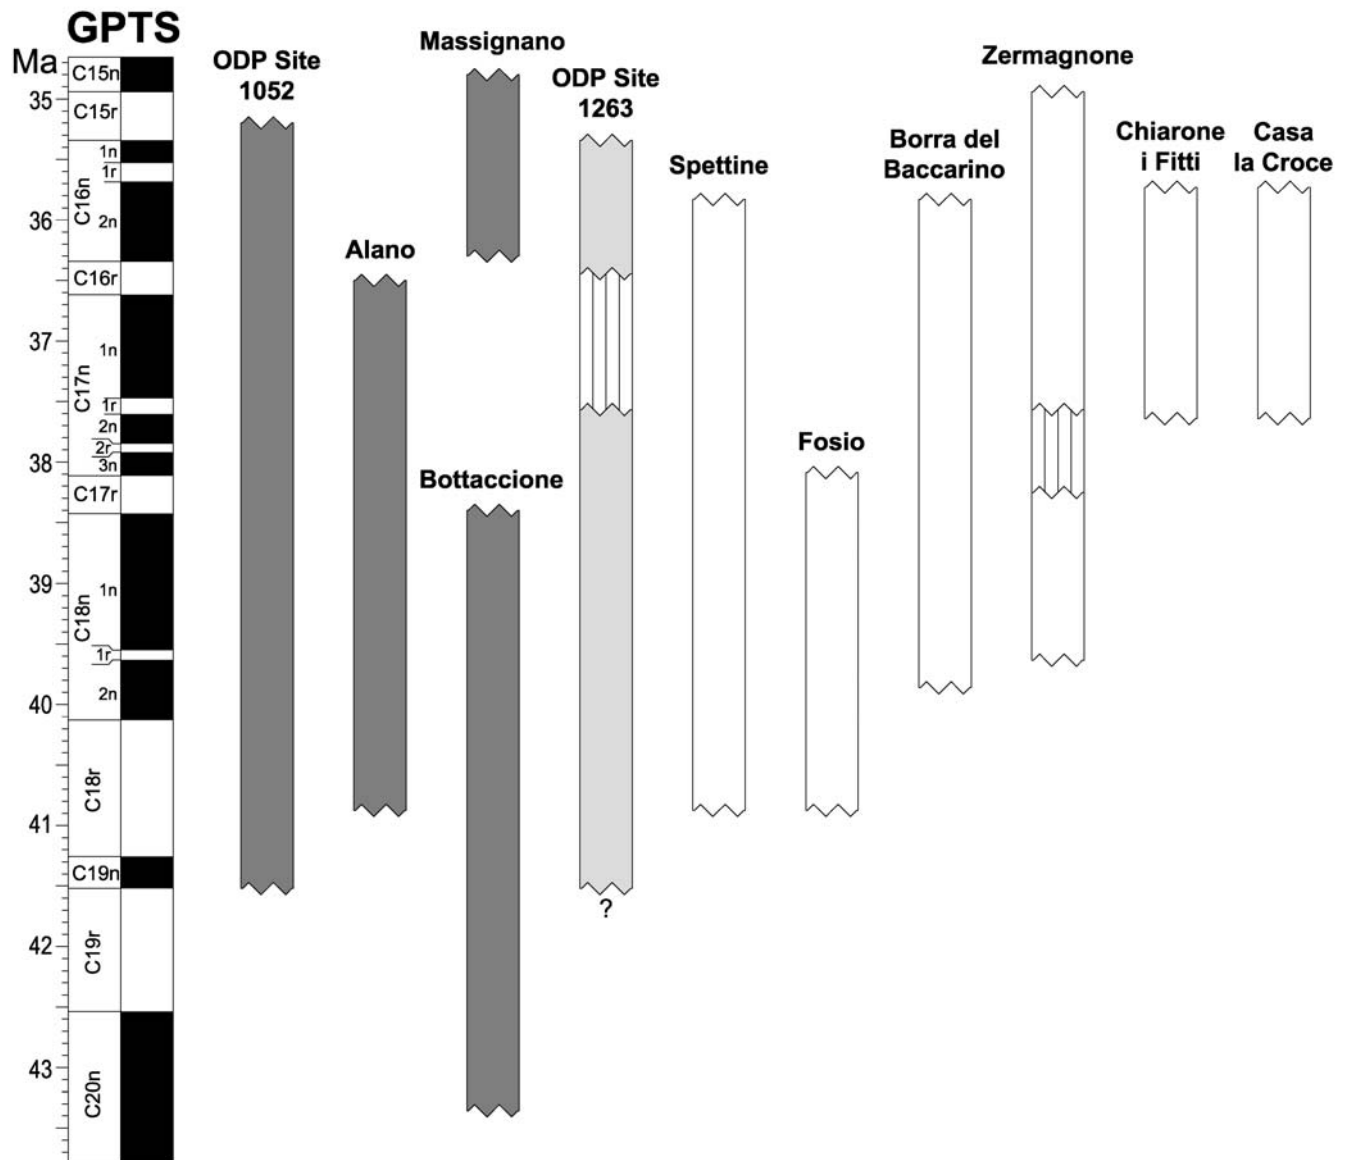 GPTS
Ma
35
36
37
38
39
40
41
42
43
C15n
C15r
C16n
1n
1r
2n
C16r
C17n
1n
1r
2n
2r
3n
C17r
C18n
1n
1r
2n
C18r
C19n
C19r
C20n
ODP Site
1052
Alano
Massignano
Bottaccione
ODP Site
1263
?
Spettine
Fosio
Borra del
Baccarino
Zermagnone
Chiarone
i Fitti
Casa
la Croce